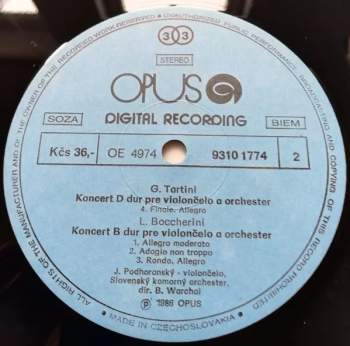 ALL RIGHTS OF THE MANUFACTURER AND OF THE OWNER OF THE RECORDED WORK RESERVED • UNAUTHORIZED PUBLIC PERFORMANCE, BROADCASTING AND COPYING OF THIS RECORD PROHIBITED
33
STEREO
OPUS
SOZA DIGITAL RECORDING BIEM
Kčs 36,- OE 4974 9310 1774 2
G. Tartini
Koncert D dur pre violončelo a orchester
4. Finale. Allegro
L. Boccherini
Koncert B dur pre violončelo a orchester
1. Allegro moderato
2. Adagio non troppo
3. Rondo. Allegro
J. Podhoranský - violončelo,
Slovenský komorný orchester,
dir. B. Warchal
Ⓟ 1986 OPUS
• MADE IN CZECHOSLOVAKIA •